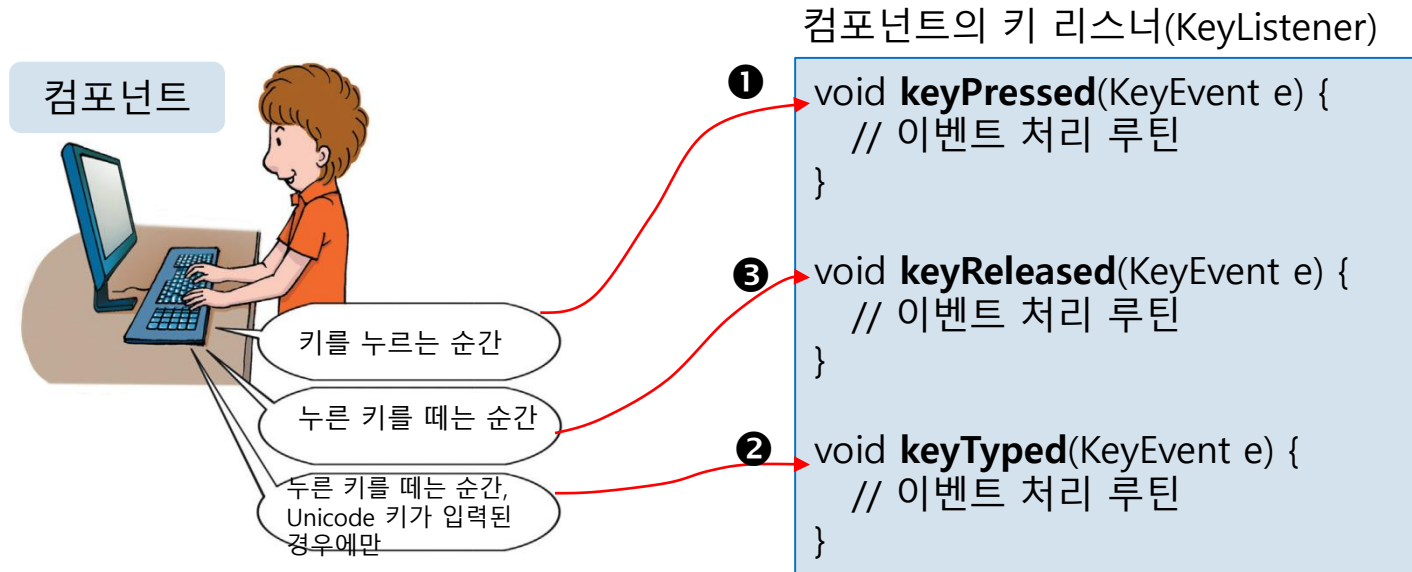 컴포넌트의 키 리스너(KeyListener)
컴포넌트
❶
void keyPressed(KeyEvent e) {
// 이벤트 처리 루틴
}
❸
void keyReleased(KeyEvent e) {
// 이벤트 처리 루틴
}
❷
void keyTyped(KeyEvent e) {
// 이벤트 처리 루틴
}
키를 누르는 순간
누른 키를 떼는 순간
누른 키를 떼는 순간,
Unicode 키가 입력된
경우에만